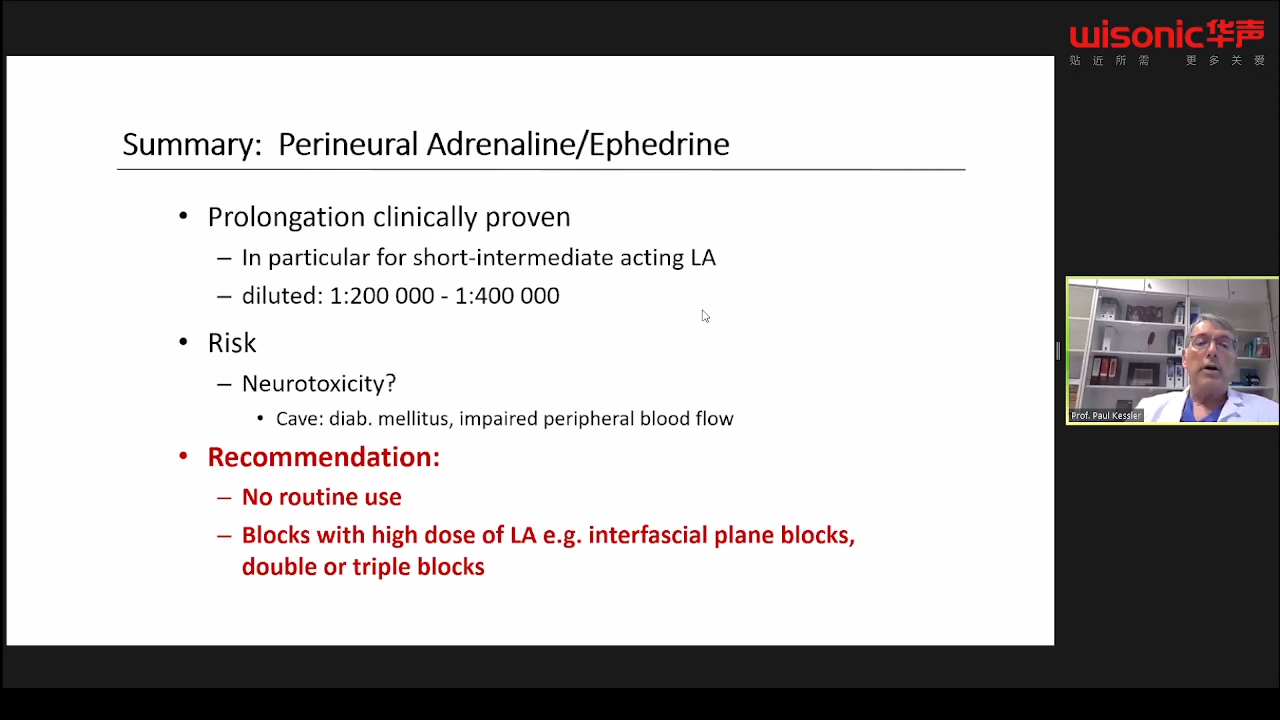 wisonic华声
贴近所需 更多关爱
Summary: Perineural Adrenaline/Ephedrine
• Prolongation clinically proven
– In particular for short-intermediate acting LA
– diluted: 1:200 000 - 1:400 000
• Risk
– Neurotoxicity?
• Cave: diab. mellitus, impaired peripheral blood flow
• Recommendation:
– No routine use
– Blocks with high dose of LA e.g. interfascial plane blocks,
double or triple blocks
Prof. Paul Kessler